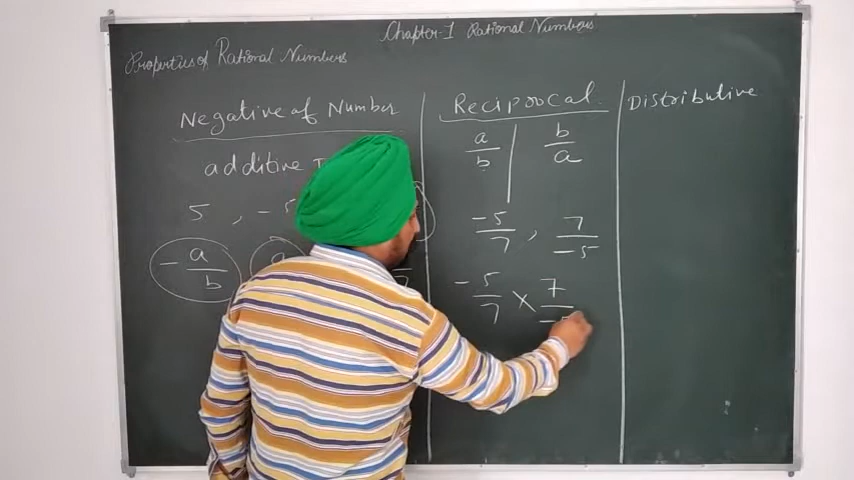 Chapter-1 Rational Numbers
Properties of Rational Numbers
Negative of Number
additive
5 , -5
- a/b
a
Reciprocal
a/b | b/a
-5/7 , 7/-5
-5/7 × 7/-5
Distributive